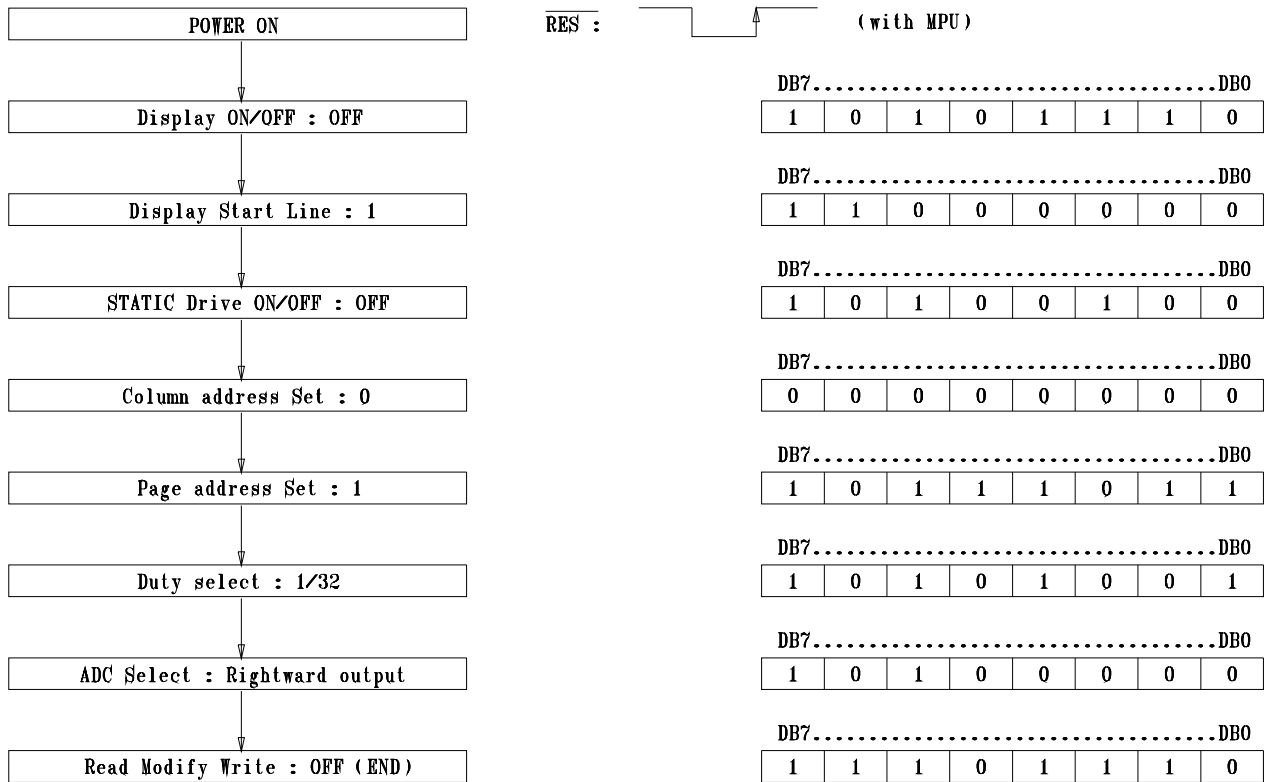 POWER ON RES : (with MPU)
DB7....................................DB0
Display ON/OFF : OFF 1 0 1 0 1 1 1 0
DB7....................................DB0
Display Start Line : 1 1 1 0 0 0 0 0 0
DB7....................................DB0
STATIC Drive ON/OFF : OFF 1 0 1 0 0 1 0 0
DB7....................................DB0
Column address Set : 0 0 0 0 0 0 0 0 0
DB7....................................DB0
Page address Set : 1 1 0 1 1 1 0 1 1
DB7....................................DB0
Duty select : 1/32 1 0 1 0 1 0 0 1
DB7....................................DB0
ADC Select : Rightward output 1 0 1 0 0 0 0 0
DB7....................................DB0
Read Modify Write : OFF (END) 1 1 1 0 1 1 1 0